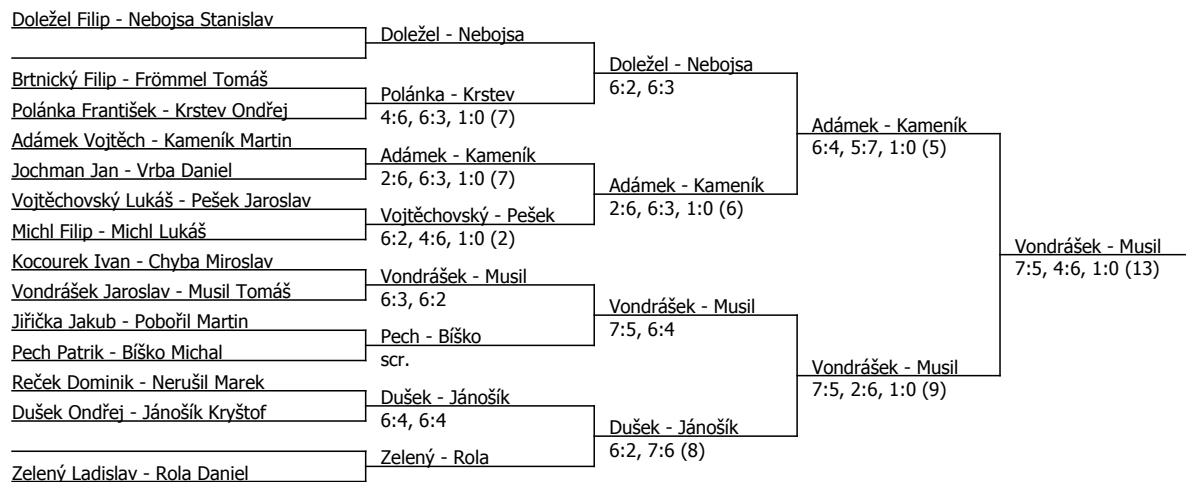 Doležel Filip - Nebojsa Stanislav
Brtnický Filip - Frömmel Tomáš
Polánka František - Krstev Ondřej
Adámek Vojtěch - Kameník Martin
Jochman Jan - Vrba Daniel
Vojtěchovský Lukáš - Pešek Jaroslav
Michl Filip - Michl Lukáš
Kocourek Ivan - Chyba Miroslav
Vondrášek Jaroslav - Musil Tomáš
Jiřička Jakub - Pobořil Martin
Pech Patrik - Bíško Michal
Reček Dominik - Nerušil Marek
Dušek Ondřej - Jánošík Kryštof
Zelený Ladislav - Rola Daniel
Doležel - Nebojsa
Polánka - Krstev
4:6, 6:3, 1:0 (7)
Adámek - Kameník
2:6, 6:3, 1:0 (7)
Vojtěchovský - Pešek
6:2, 4:6, 1:0 (2)
Vondrášek - Musil
6:3, 6:2
Pech - Bíško
scr.
Dušek - Jánošík
6:4, 6:4
Zelený - Rola
Doležel - Nebojsa
6:2, 6:3
Adámek - Kameník
2:6, 6:3, 1:0 (6)
Vondrášek - Musil
7:5, 6:4
Dušek - Jánošík
6:2, 7:6 (8)
Adámek - Kameník
6:4, 5:7, 1:0 (5)
Vondrášek - Musil
7:5, 2:6, 1:0 (9)
Vondrášek - Musil
7:5, 4:6, 1:0 (13)